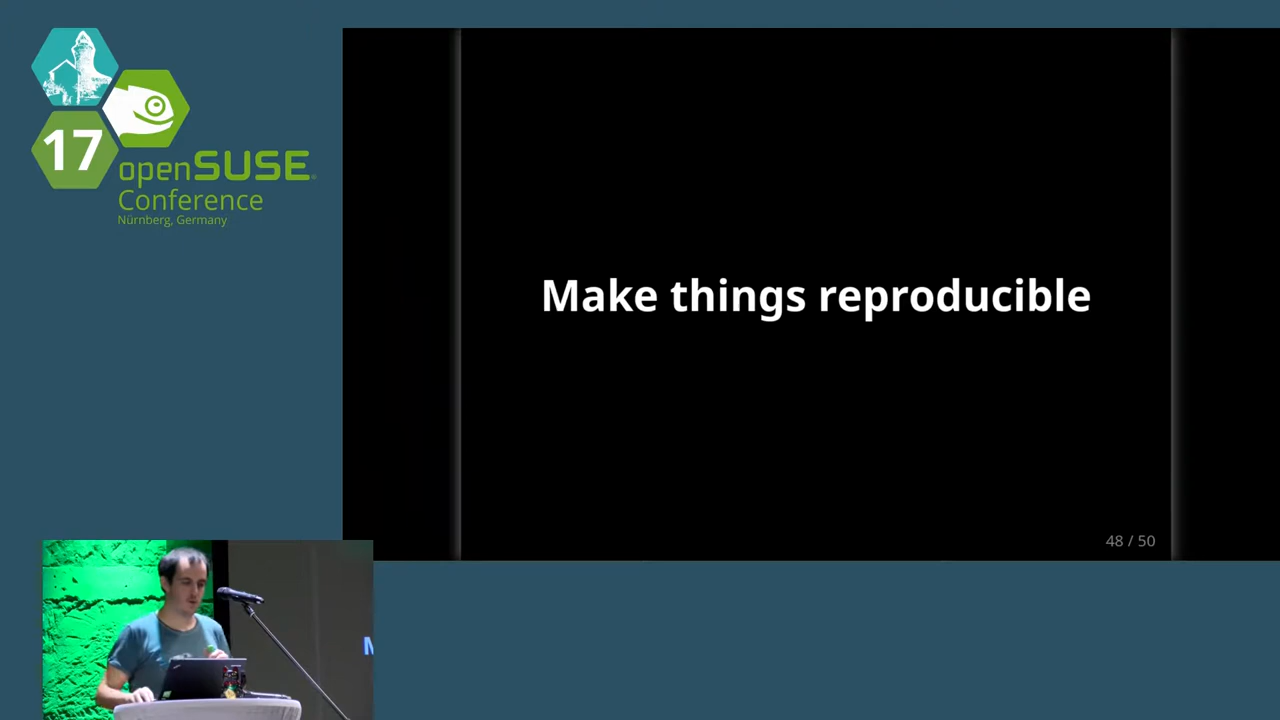 17
openSUSE
Conference
Nürnberg, Germany
Make things reproducible
48 / 50
M